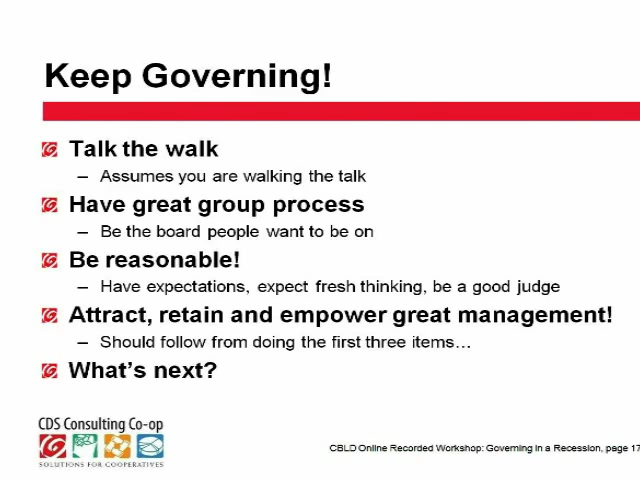 Keep Governing!
Talk the walk
– Assumes you are walking the talk
Have great group process
– Be the board people want to be on
Be reasonable!
– Have expectations, expect fresh thinking, be a good judge
Attract, retain and empower great management!
– Should follow from doing the first three items…
What's next?
CDS Consulting Co-op
SOLUTIONS FOR COOPERATIVES
CBLD Online Recorded Workshop: Governing in a Recession, page 17